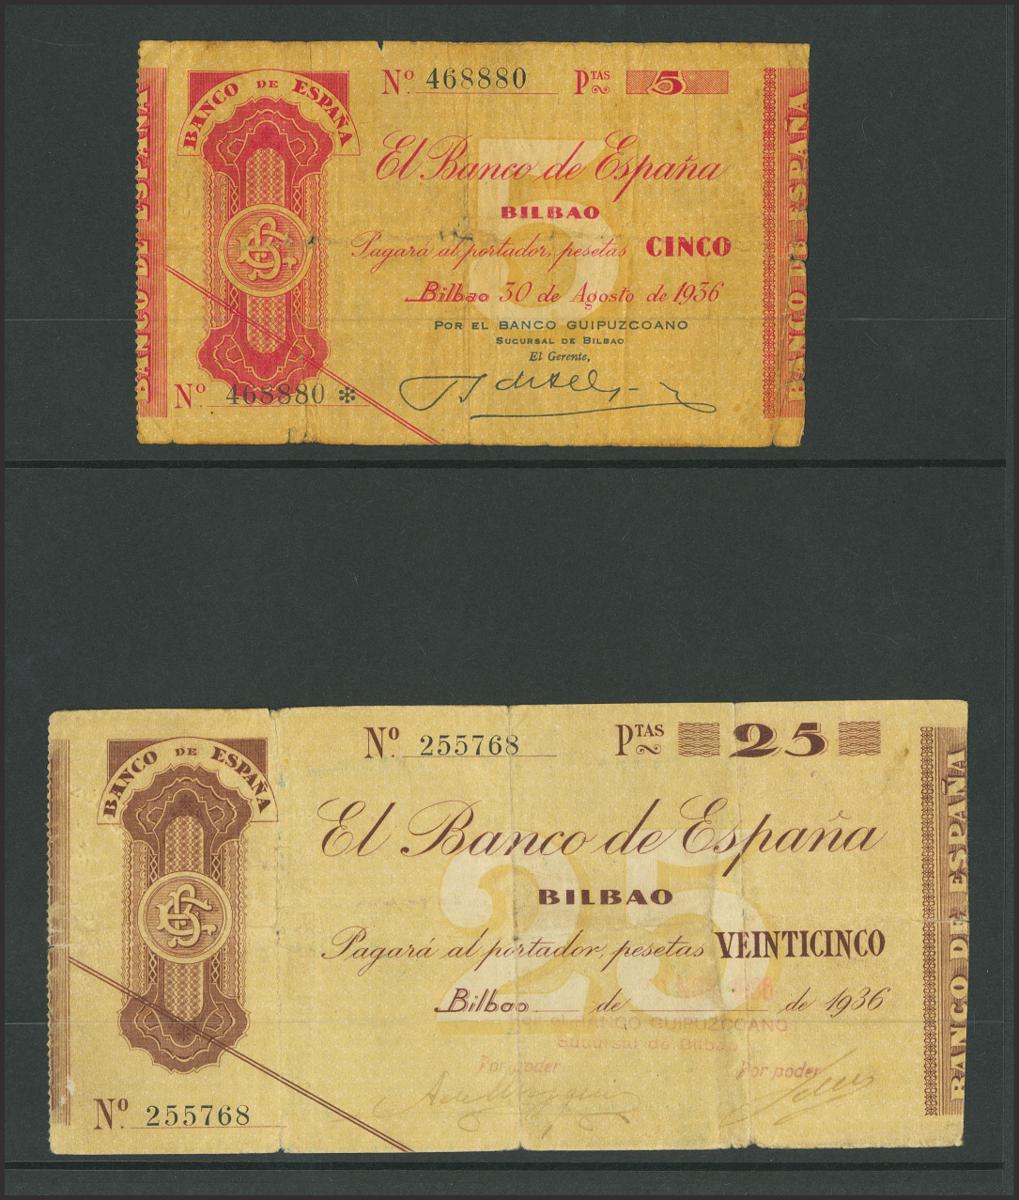 BANCO DE ESPAÑA
Nº 468880 PTAS 5
El Banco de España
BILBAO
Pagará al portador, pesetas CINCO
Bilbao 30 de Agosto de 1936
POR EL BANCO GUIPUZCOANO
SUCURSAL DE BILBAO
El Gerente,
Nº 468880 *
BANCO DE ESPAÑA
BANCO DE ESPAÑA
5
BANCO DE ESPAÑA
Nº 255768 PTAS 25
El Banco de España
BILBAO
Pagará al portador, pesetas VEINTICINCO
Bilbao de de 1936
BANCO GUIPUZCOANO
Sucursal de Bilbao
Por poder Por poder
Nº 255768
BANCO DE ESPAÑA
25